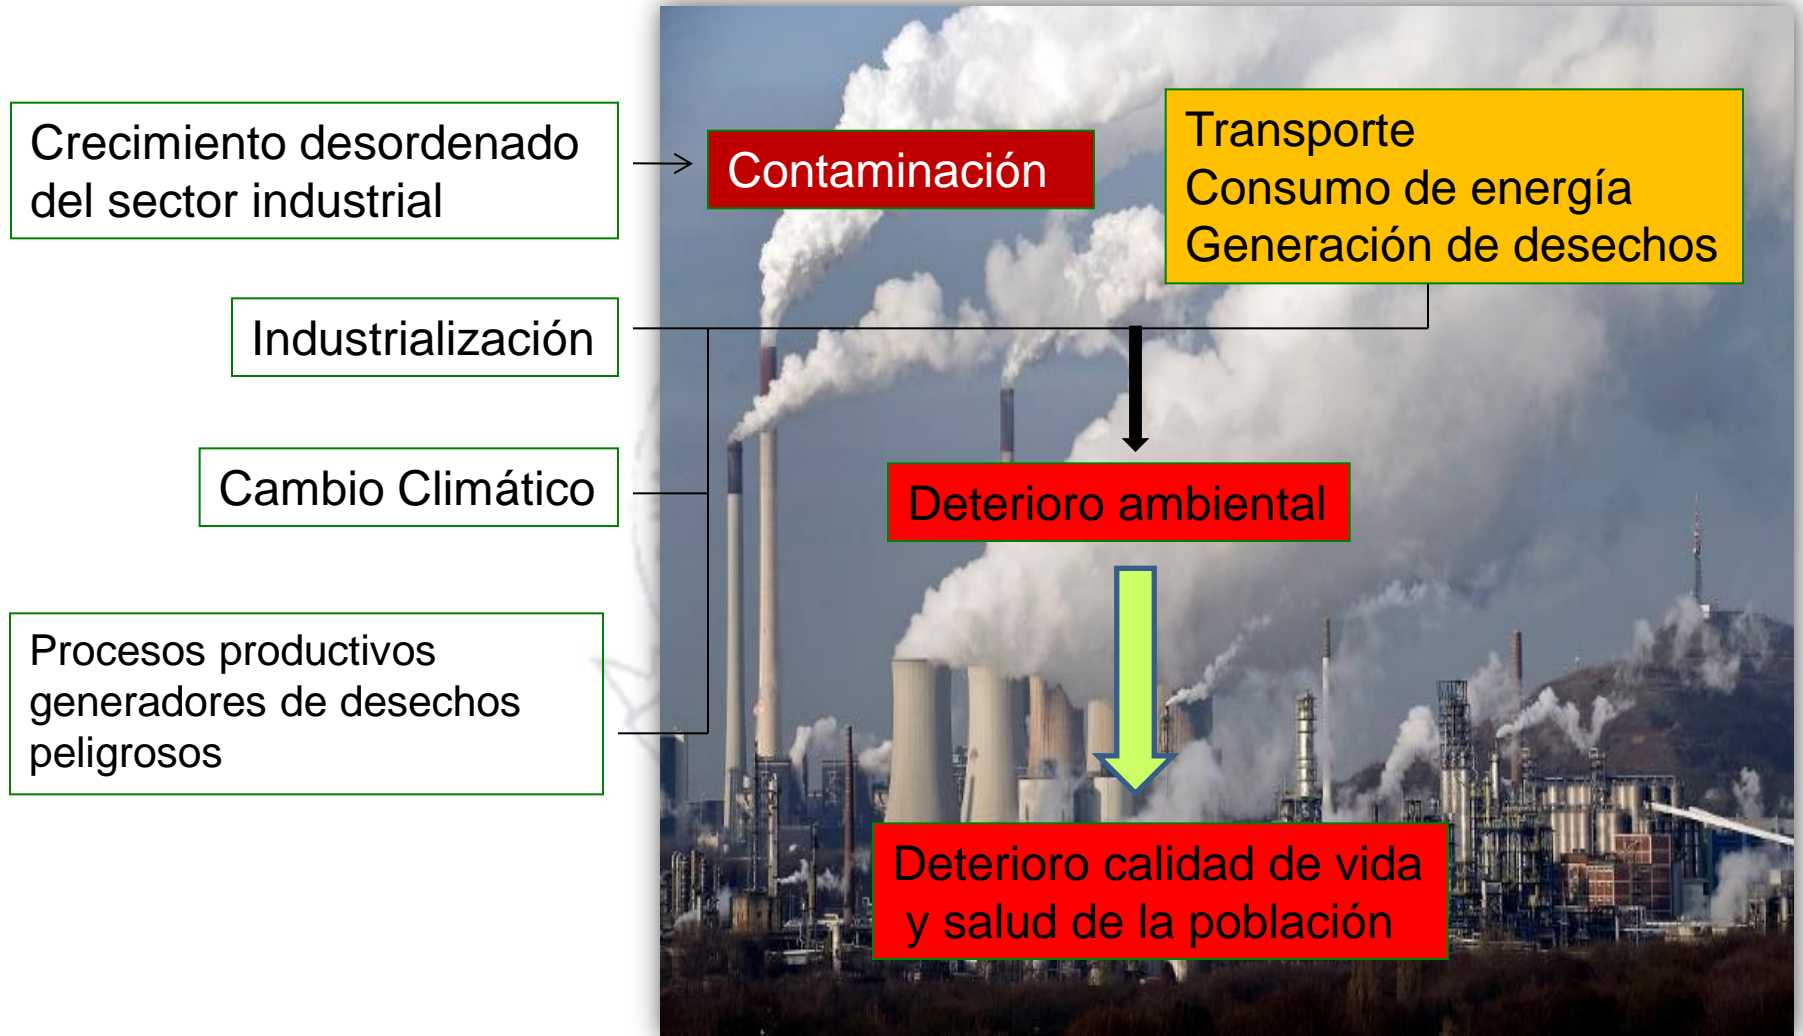 Crecimiento desordenado
del sector industrial
Contaminación
Transporte
Consumo de energía
Generación de desechos
Industrialización
Cambio Climático
Deterioro ambiental
Procesos productivos
generadores de desechos
peligrosos
Deterioro calidad de vida
y salud de la población